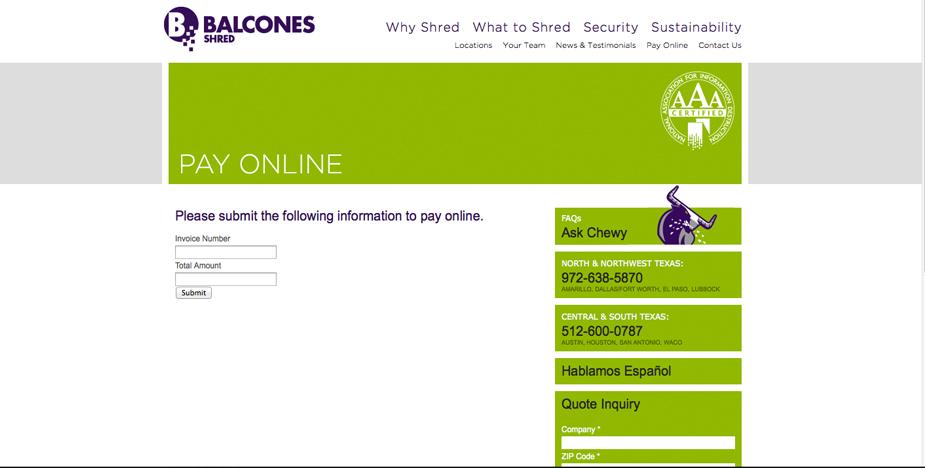 BALCONES
SHRED
Why Shred What to Shred Security Sustainability
Locations Your Team News & Testimonials Pay Online Contact Us
NATIONAL ASSOCIATION FOR INFORMATION DESTRUCTION
AAA
CERTIFIED
PAY ONLINE
Please submit the following information to pay online.
Invoice Number
Total Amount
Submit
FAQs
Ask Chewy
NORTH & NORTHWEST TEXAS:
972-638-5870
AMARILLO, DALLAS/FORT WORTH, EL PASO, LUBBOCK
CENTRAL & SOUTH TEXAS:
512-600-0787
AUSTIN, HOUSTON, SAN ANTONIO, WACO
Hablamos Español
Quote Inquiry
Company *
ZIP Code *